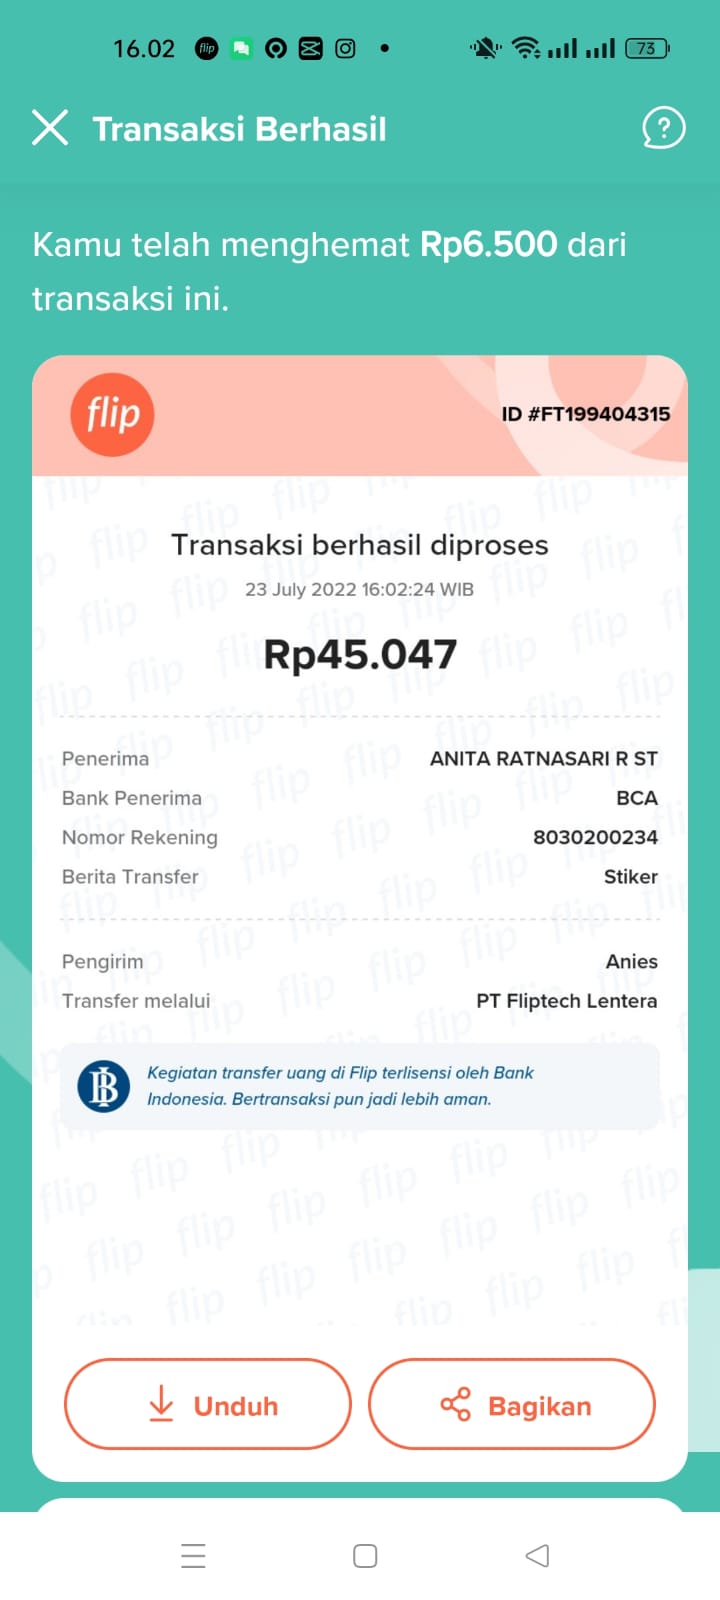 16.02
flip
73
Transaksi Berhasil
?
Kamu telah menghemat Rp6.500 dari
transaksi ini.
flip
ID #FT199404315
Transaksi berhasil diproses
23 July 2022 16:02:24 WIB
Rp45.047
Penerima ANITA RATNASARI R ST
Bank Penerima BCA
Nomor Rekening 8030200234
Berita Transfer Stiker
Pengirim Anies
Transfer melalui PT Fliptech Lentera
Kegiatan transfer uang di Flip terlisensi oleh Bank
Indonesia. Bertransaksi pun jadi lebih aman.
Unduh
Bagikan